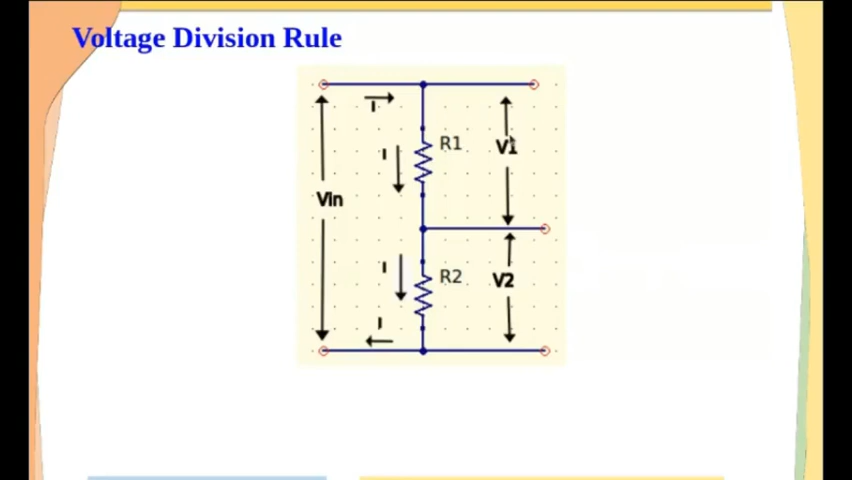 Voltage Division Rule
I
I
R1
V1
Vin
I
R2
V2
I